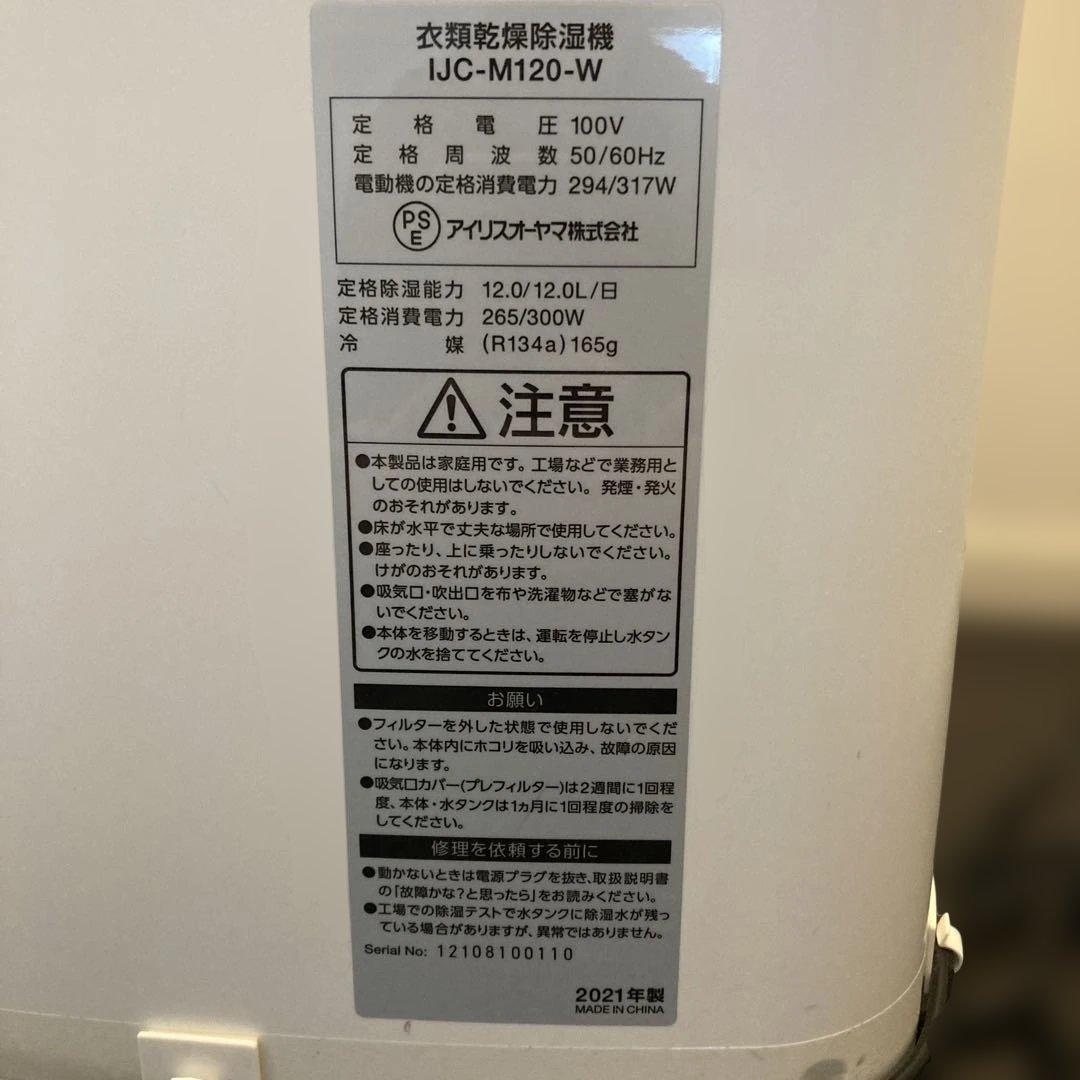 衣類乾燥除湿機
IJC-M120-W
定格電圧 100V
定格周波数 50/60Hz
電動機の定格消費電力 294/317W
PSE アイリスオーヤマ株式会社
定格除湿能力 12.0/12.0L/日
定格消費電力 265/300W
冷媒 (R134a)165g
注意
●本製品は家庭用です。工場などで業務用と
しての使用はしないでください。発煙・発火
のおそれがあります。
●床が水平で丈夫な場所で使用してください。
●座ったり、上に乗ったりしないでください。
けがのおそれがあります。
●吸気口・吹出口を布や洗濯物などで塞がな
いでください。
●本体を移動するときは、運転を停止し水タン
クの水を捨ててください。
お願い
●フィルターを外した状態で使用しないでくだ
さい。本体内にホコリを吸い込み、故障の原因
になります。
●吸気口カバー(プレフィルター)は2週間に1回程
度、本体・水タンクは1ヵ月に1回程度の掃除を
してください。
修理を依頼する前に
●動かないときは電源プラグを抜き、取扱説明書
の「故障かな?と思ったら」をお読みください。
●工場での除湿テストで水タンクに除湿水が残っ
ている場合がありますが、異常ではありません。
Serial No: 12108100110
2021年製
MADE IN CHINA